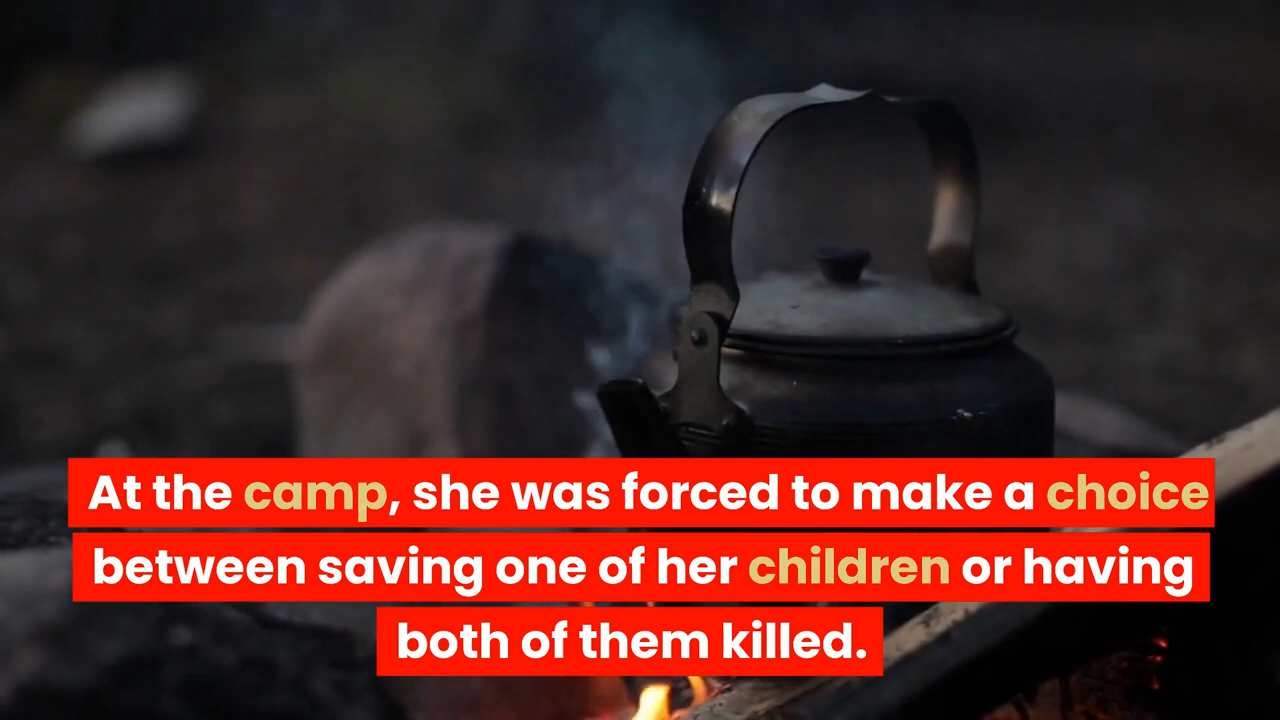 At the camp, she was forced to make a choice
between saving one of her children or having
both of them killed.